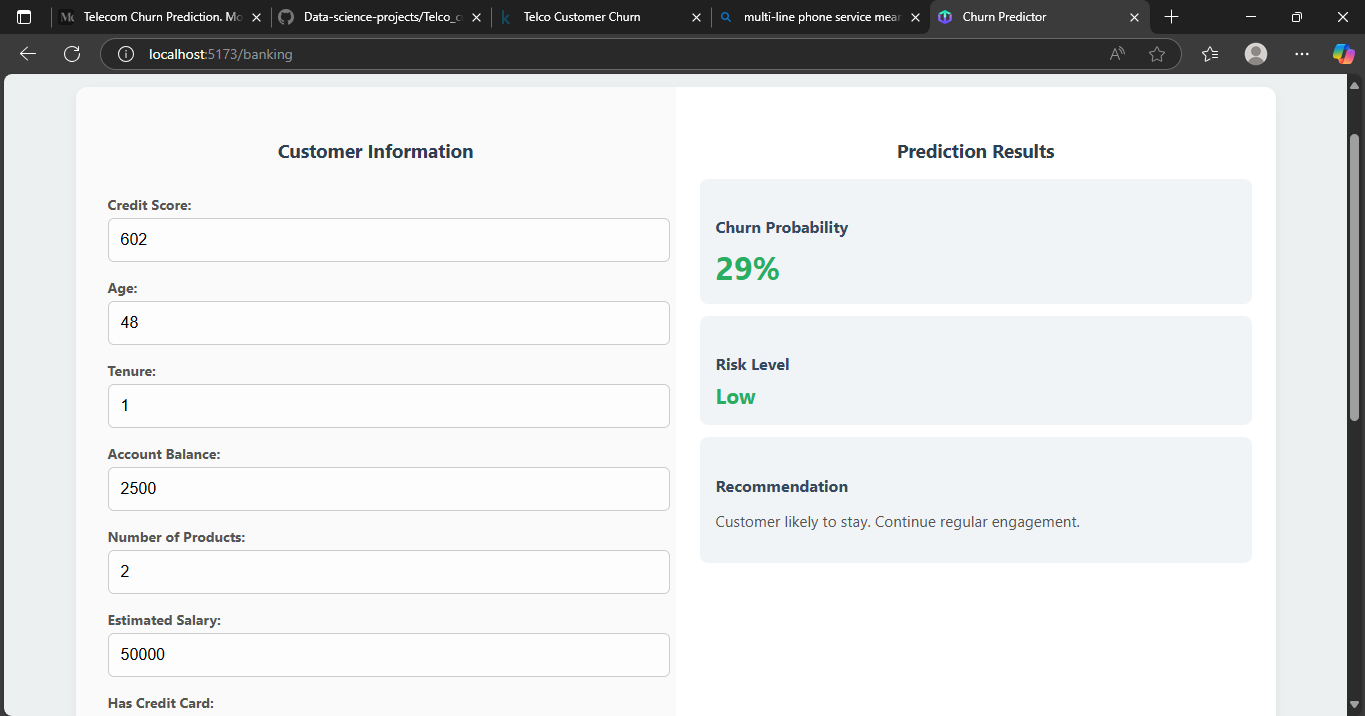 Telecom Churn Prediction. Mo
Data-science-projects/Telco_c
Telco Customer Churn
multi-line phone service mear
Churn Predictor
localhost:5173/banking
Customer Information
Credit Score:
602
Age:
48
Tenure:
1
Account Balance:
2500
Number of Products:
2
Estimated Salary:
50000
Has Credit Card:
Prediction Results
Churn Probability
29%
Risk Level
Low
Recommendation
Customer likely to stay. Continue regular engagement.